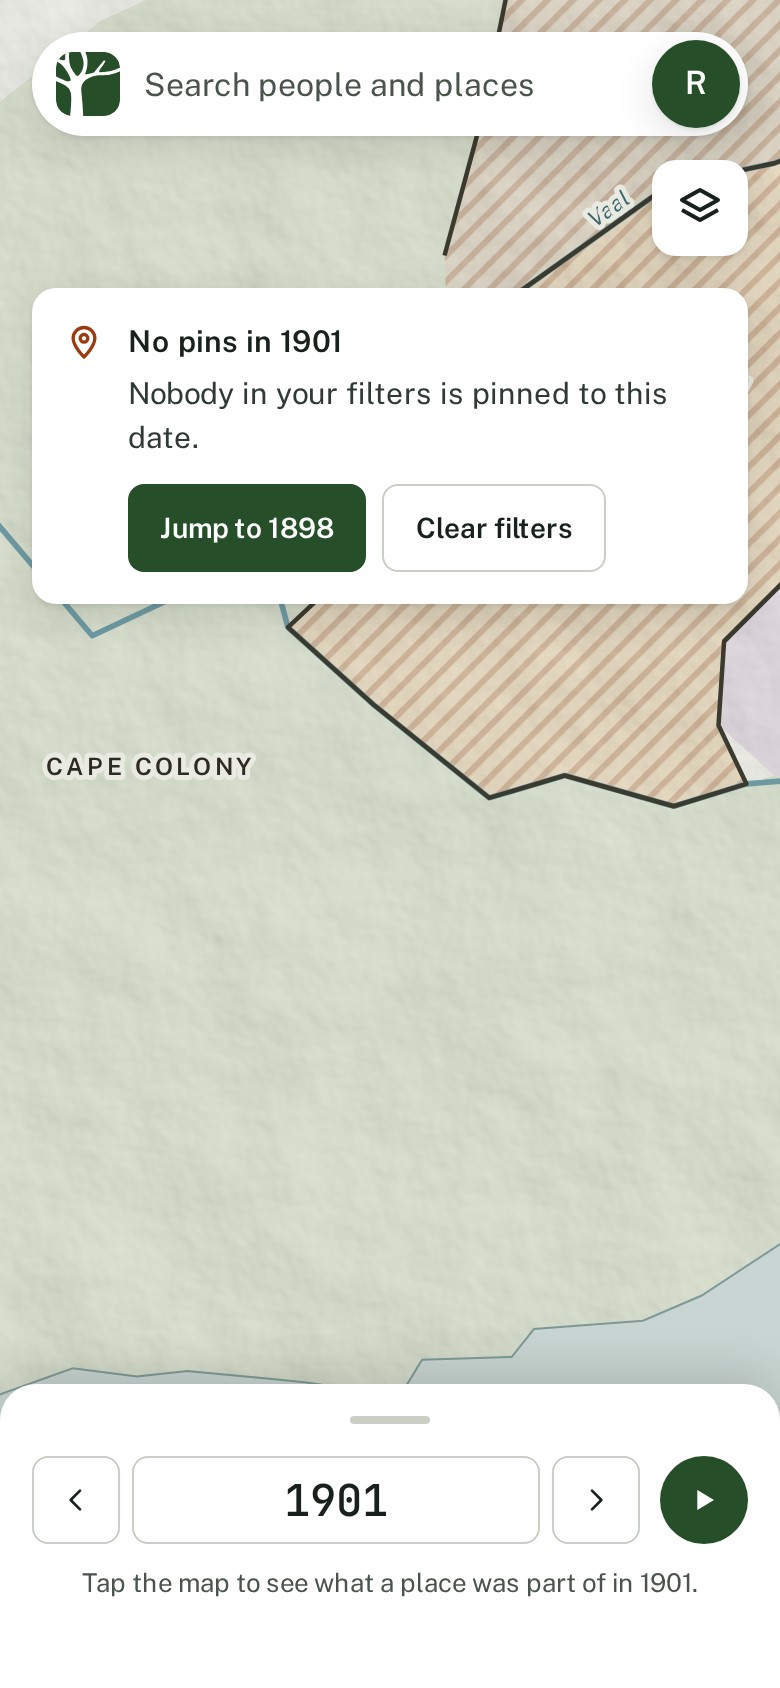 Search people and places
R
Vaal
No pins in 1901
Nobody in your filters is pinned to this
date.
Jump to 1898
Clear filters
CAPE COLONY
1901
Tap the map to see what a place was part of in 1901.